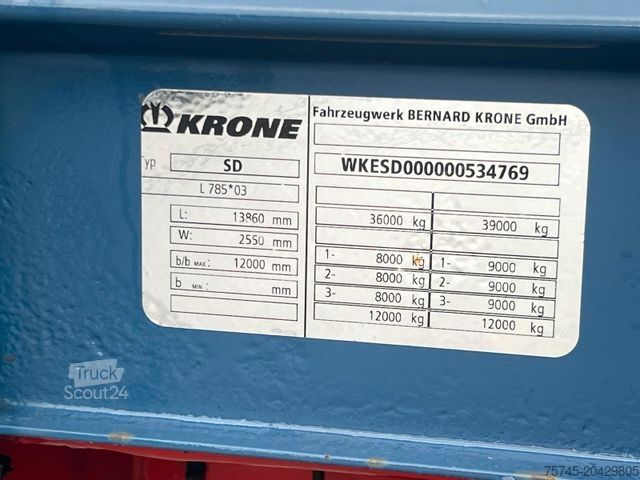 KRONE
Fahrzeugwerk BERNARD KRONE GmbH
Typ SD
WKESD000000534769
L 785*03
L: 13860 mm
W: 2550 mm
b/b MAX: 12000 mm
b MIN: mm
36000 kg 39000 kg
1- 8000 kg 1- 9000 kg
2- 8000 kg 2- 9000 kg
3- 8000 kg 3- 9000 kg
12000 kg 12000 kg
Truck
Scout24
75745-20429805